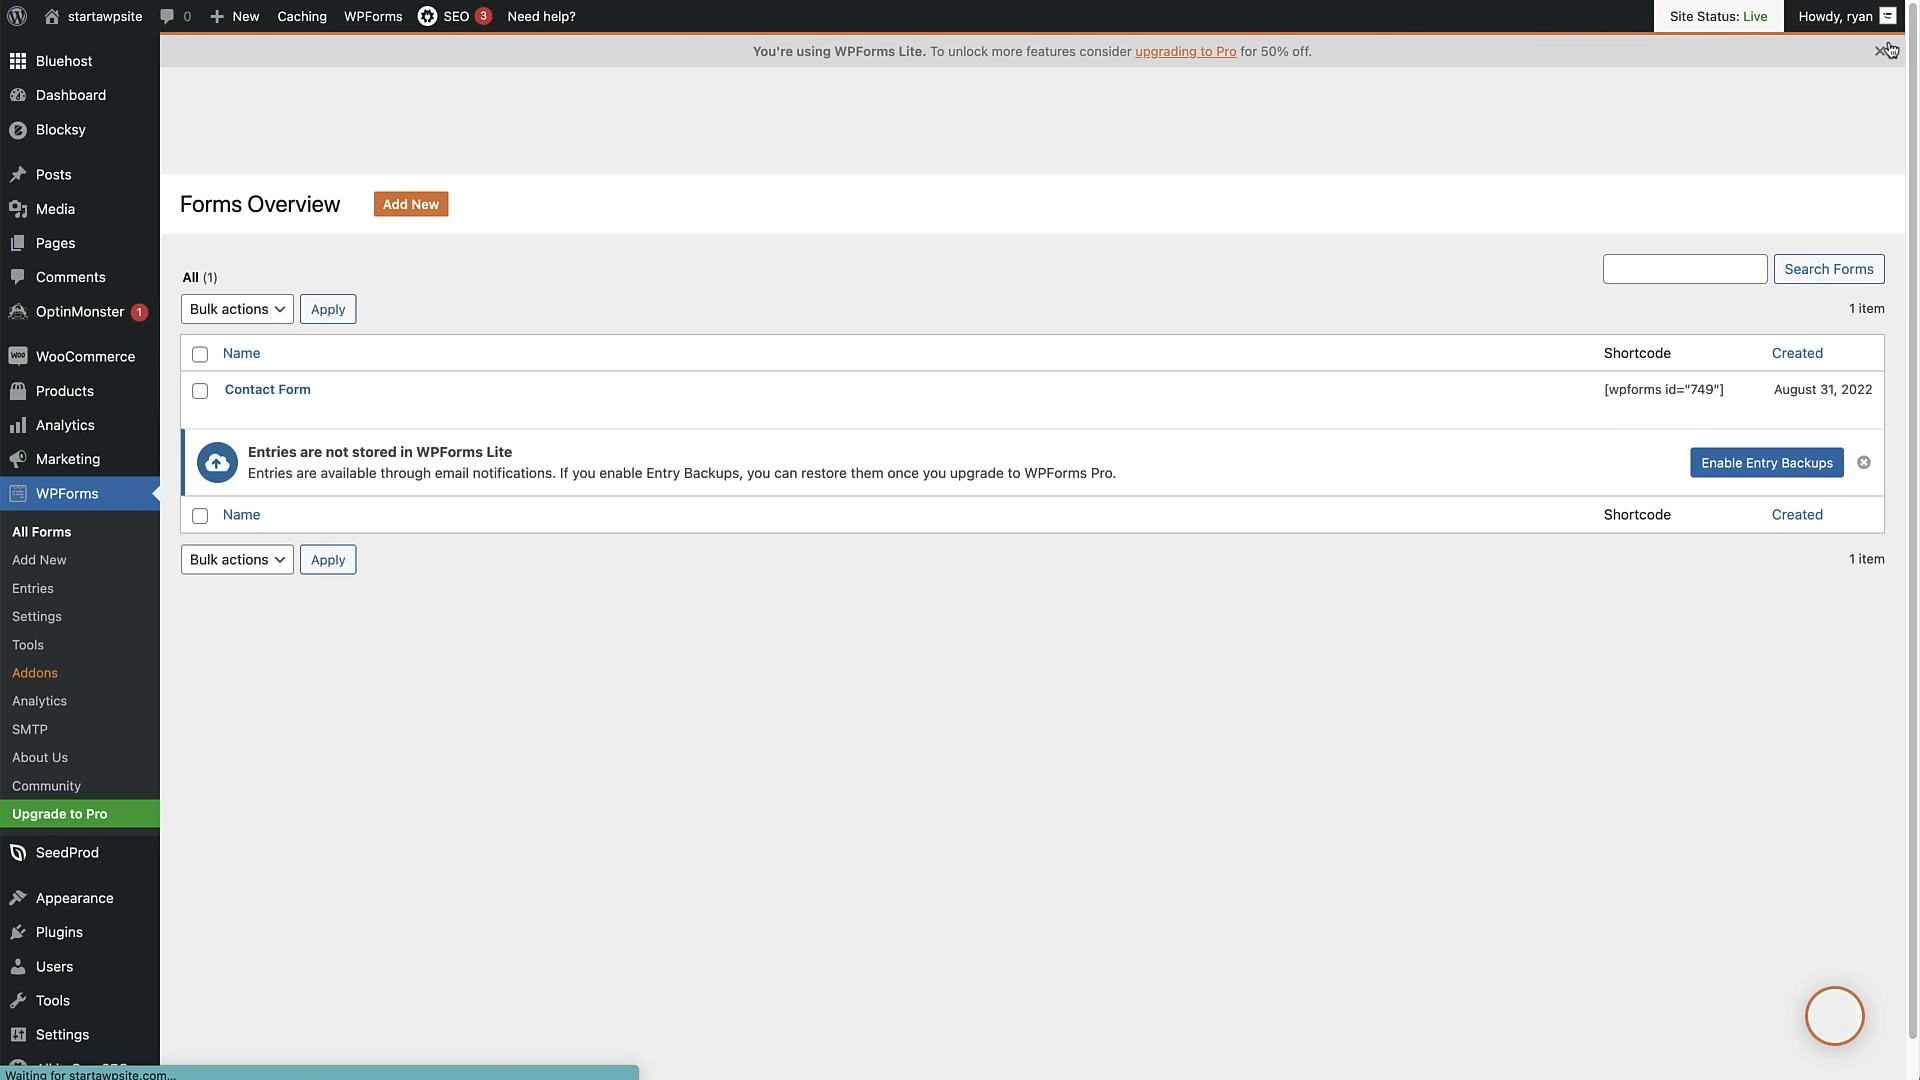 startawpsite
0
New
Caching
WPForms
SEO 3
Need help?
Site Status: Live
Howdy, ryan
You're using WPForms Lite. To unlock more features consider upgrading to Pro for 50% off.
Bluehost
Dashboard
Blocksy
Posts
Media
Pages
Comments
OptinMonster 1
WooCommerce
Products
Analytics
Marketing
WPForms
All Forms
Add New
Entries
Settings
Tools
Addons
Analytics
SMTP
About Us
Community
Upgrade to Pro
SeedProd
Appearance
Plugins
Users
Tools
Settings
Waiting for startawpsite.com...
Forms Overview
Add New
All (1)
Search Forms
Bulk actions
Apply
1 item
Name
Shortcode
Created
Contact Form
[wpforms id="749"]
August 31, 2022
Entries are not stored in WPForms Lite
Entries are available through email notifications. If you enable Entry Backups, you can restore them once you upgrade to WPForms Pro.
Enable Entry Backups
Name
Shortcode
Created
Bulk actions
Apply
1 item